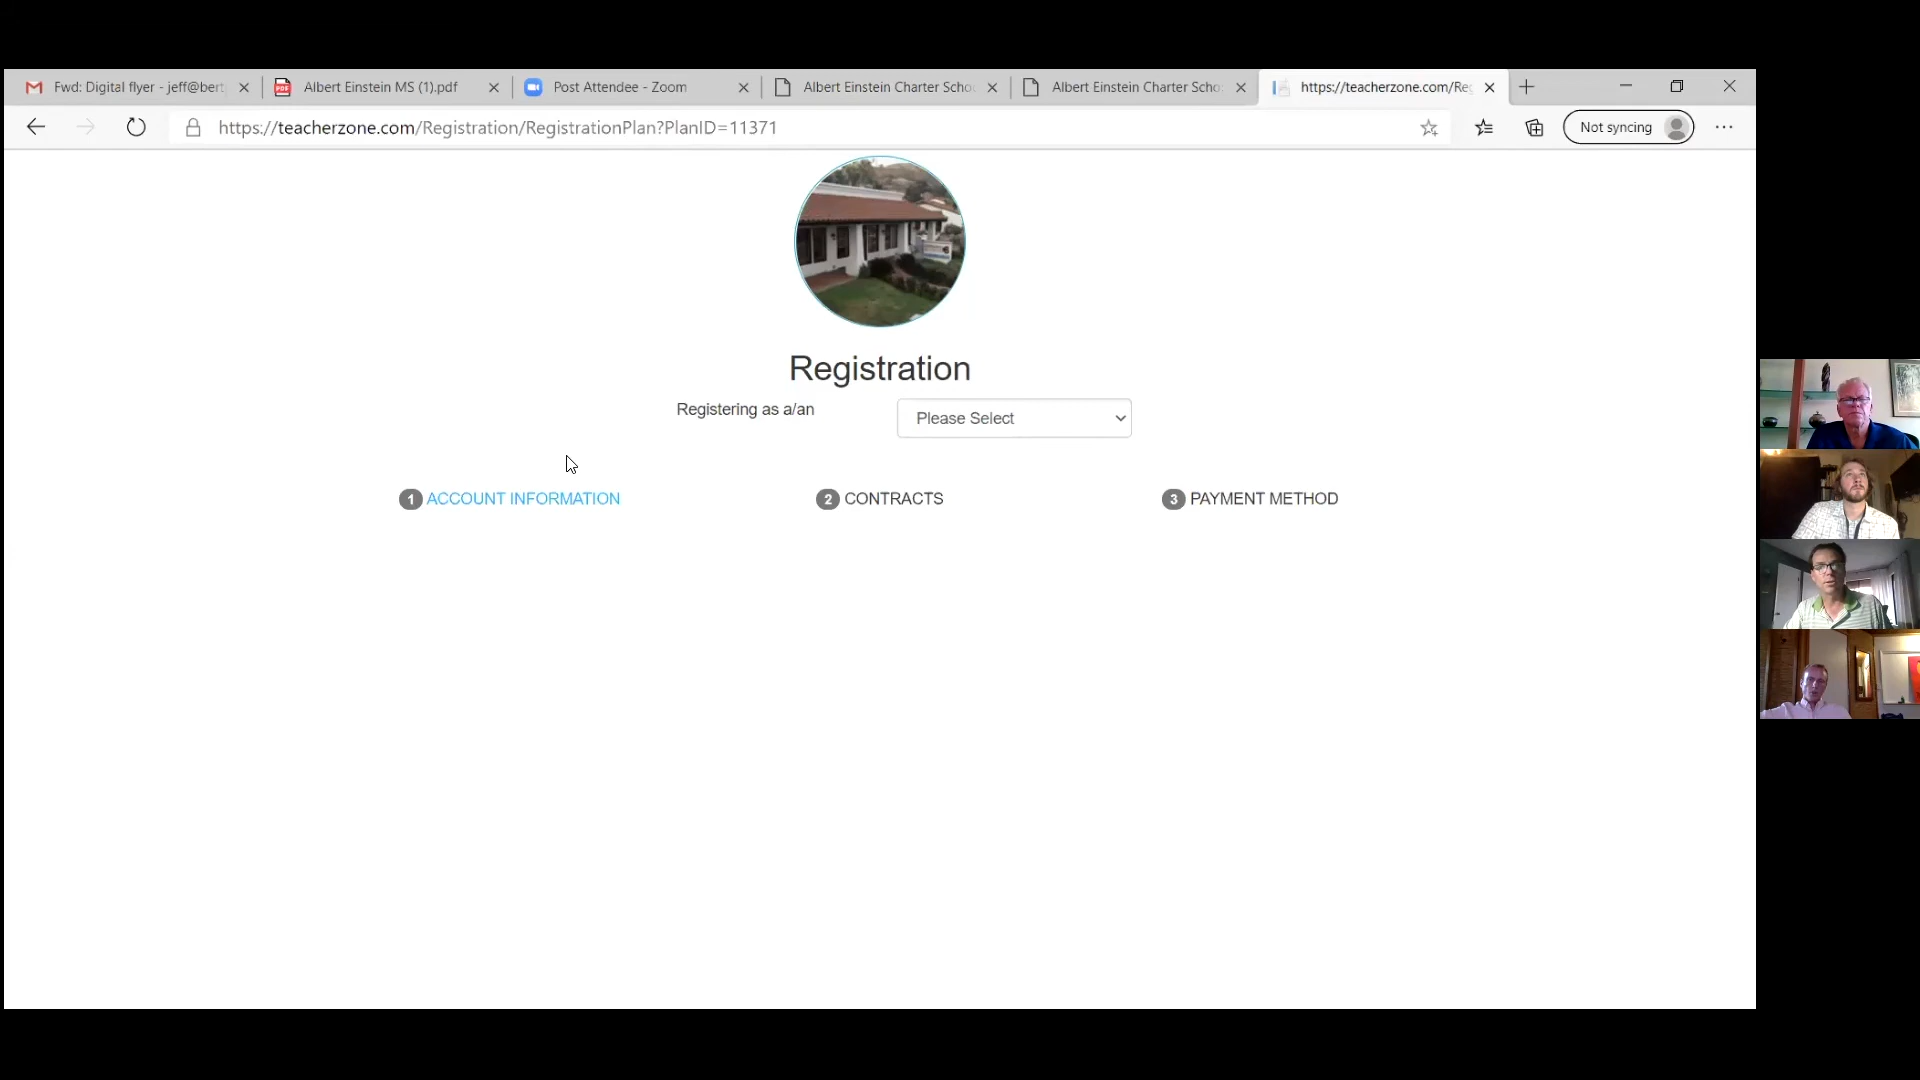 Fwd: Digital flyer - jeff@bert
Albert Einstein MS (1).pdf
Post Attendee - Zoom
Albert Einstein Charter Schoo
Albert Einstein Charter Scho
https://teacherzone.com/Reg
https://teacherzone.com/Registration/RegistrationPlan?PlanID=11371
Not syncing
Registration
Registering as a/an
Please Select
1 ACCOUNT INFORMATION
2 CONTRACTS
3 PAYMENT METHOD